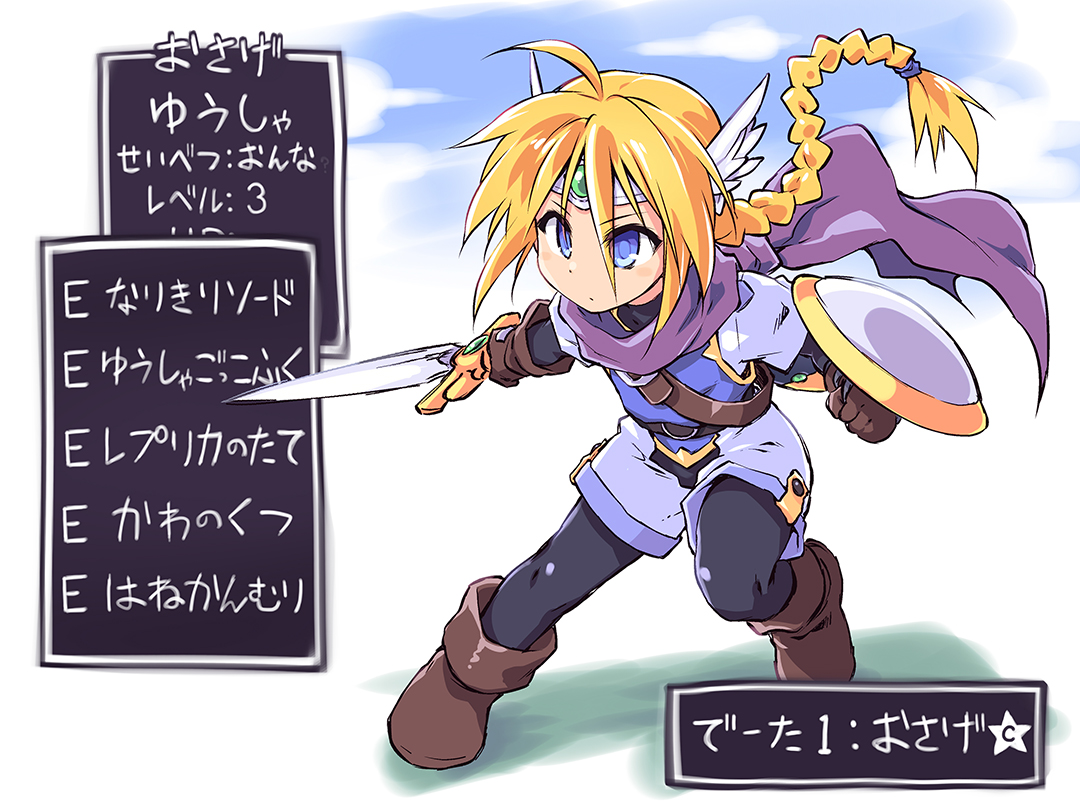 おさげ
ゆうしゃ
せいべつ:おんな?
レベル:3
E なりきりソード
E ゆうしゃごっこふく
E レプリカのたて
E かわのくつ
E はねかんむり
でーた1:おさげ★C